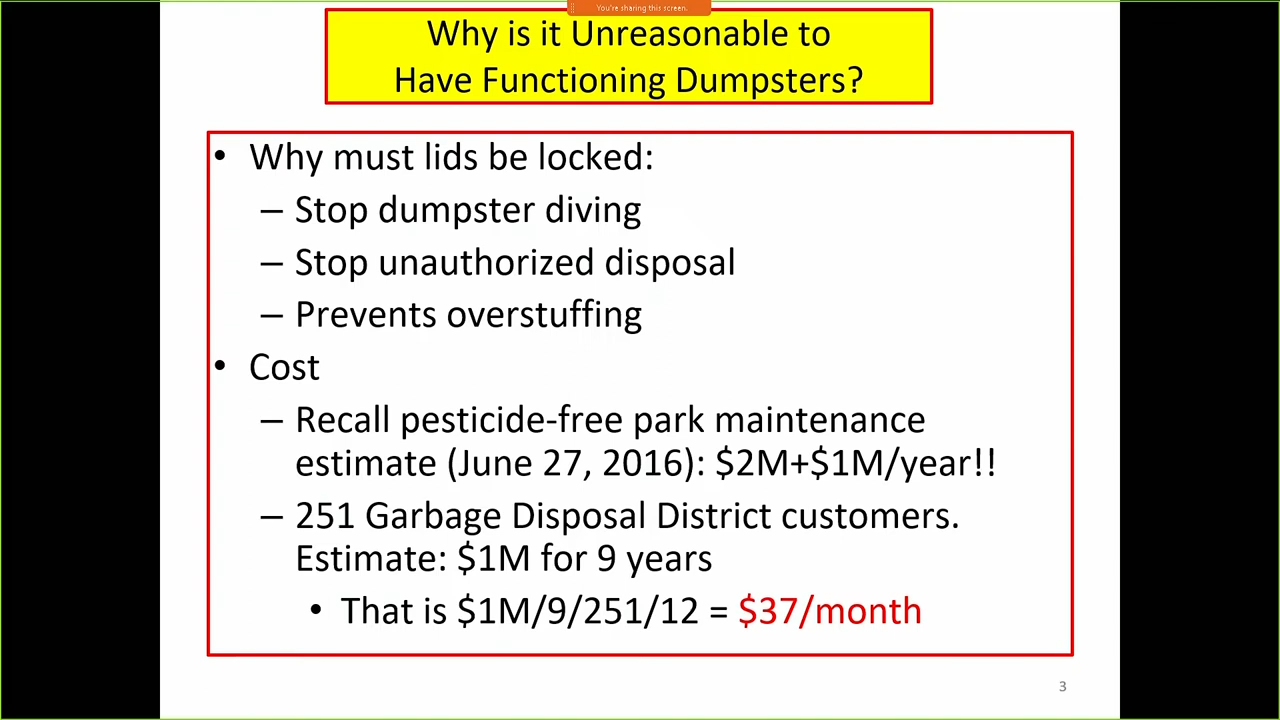 You're sharing this screen.
Why is it Unreasonable to
Have Functioning Dumpsters?
• Why must lids be locked:
– Stop dumpster diving
– Stop unauthorized disposal
– Prevents overstuffing
• Cost
– Recall pesticide-free park maintenance
estimate (June 27, 2016): $2M+$1M/year!!
– 251 Garbage Disposal District customers.
Estimate: $1M for 9 years
• That is $1M/9/251/12 = $37/month
3